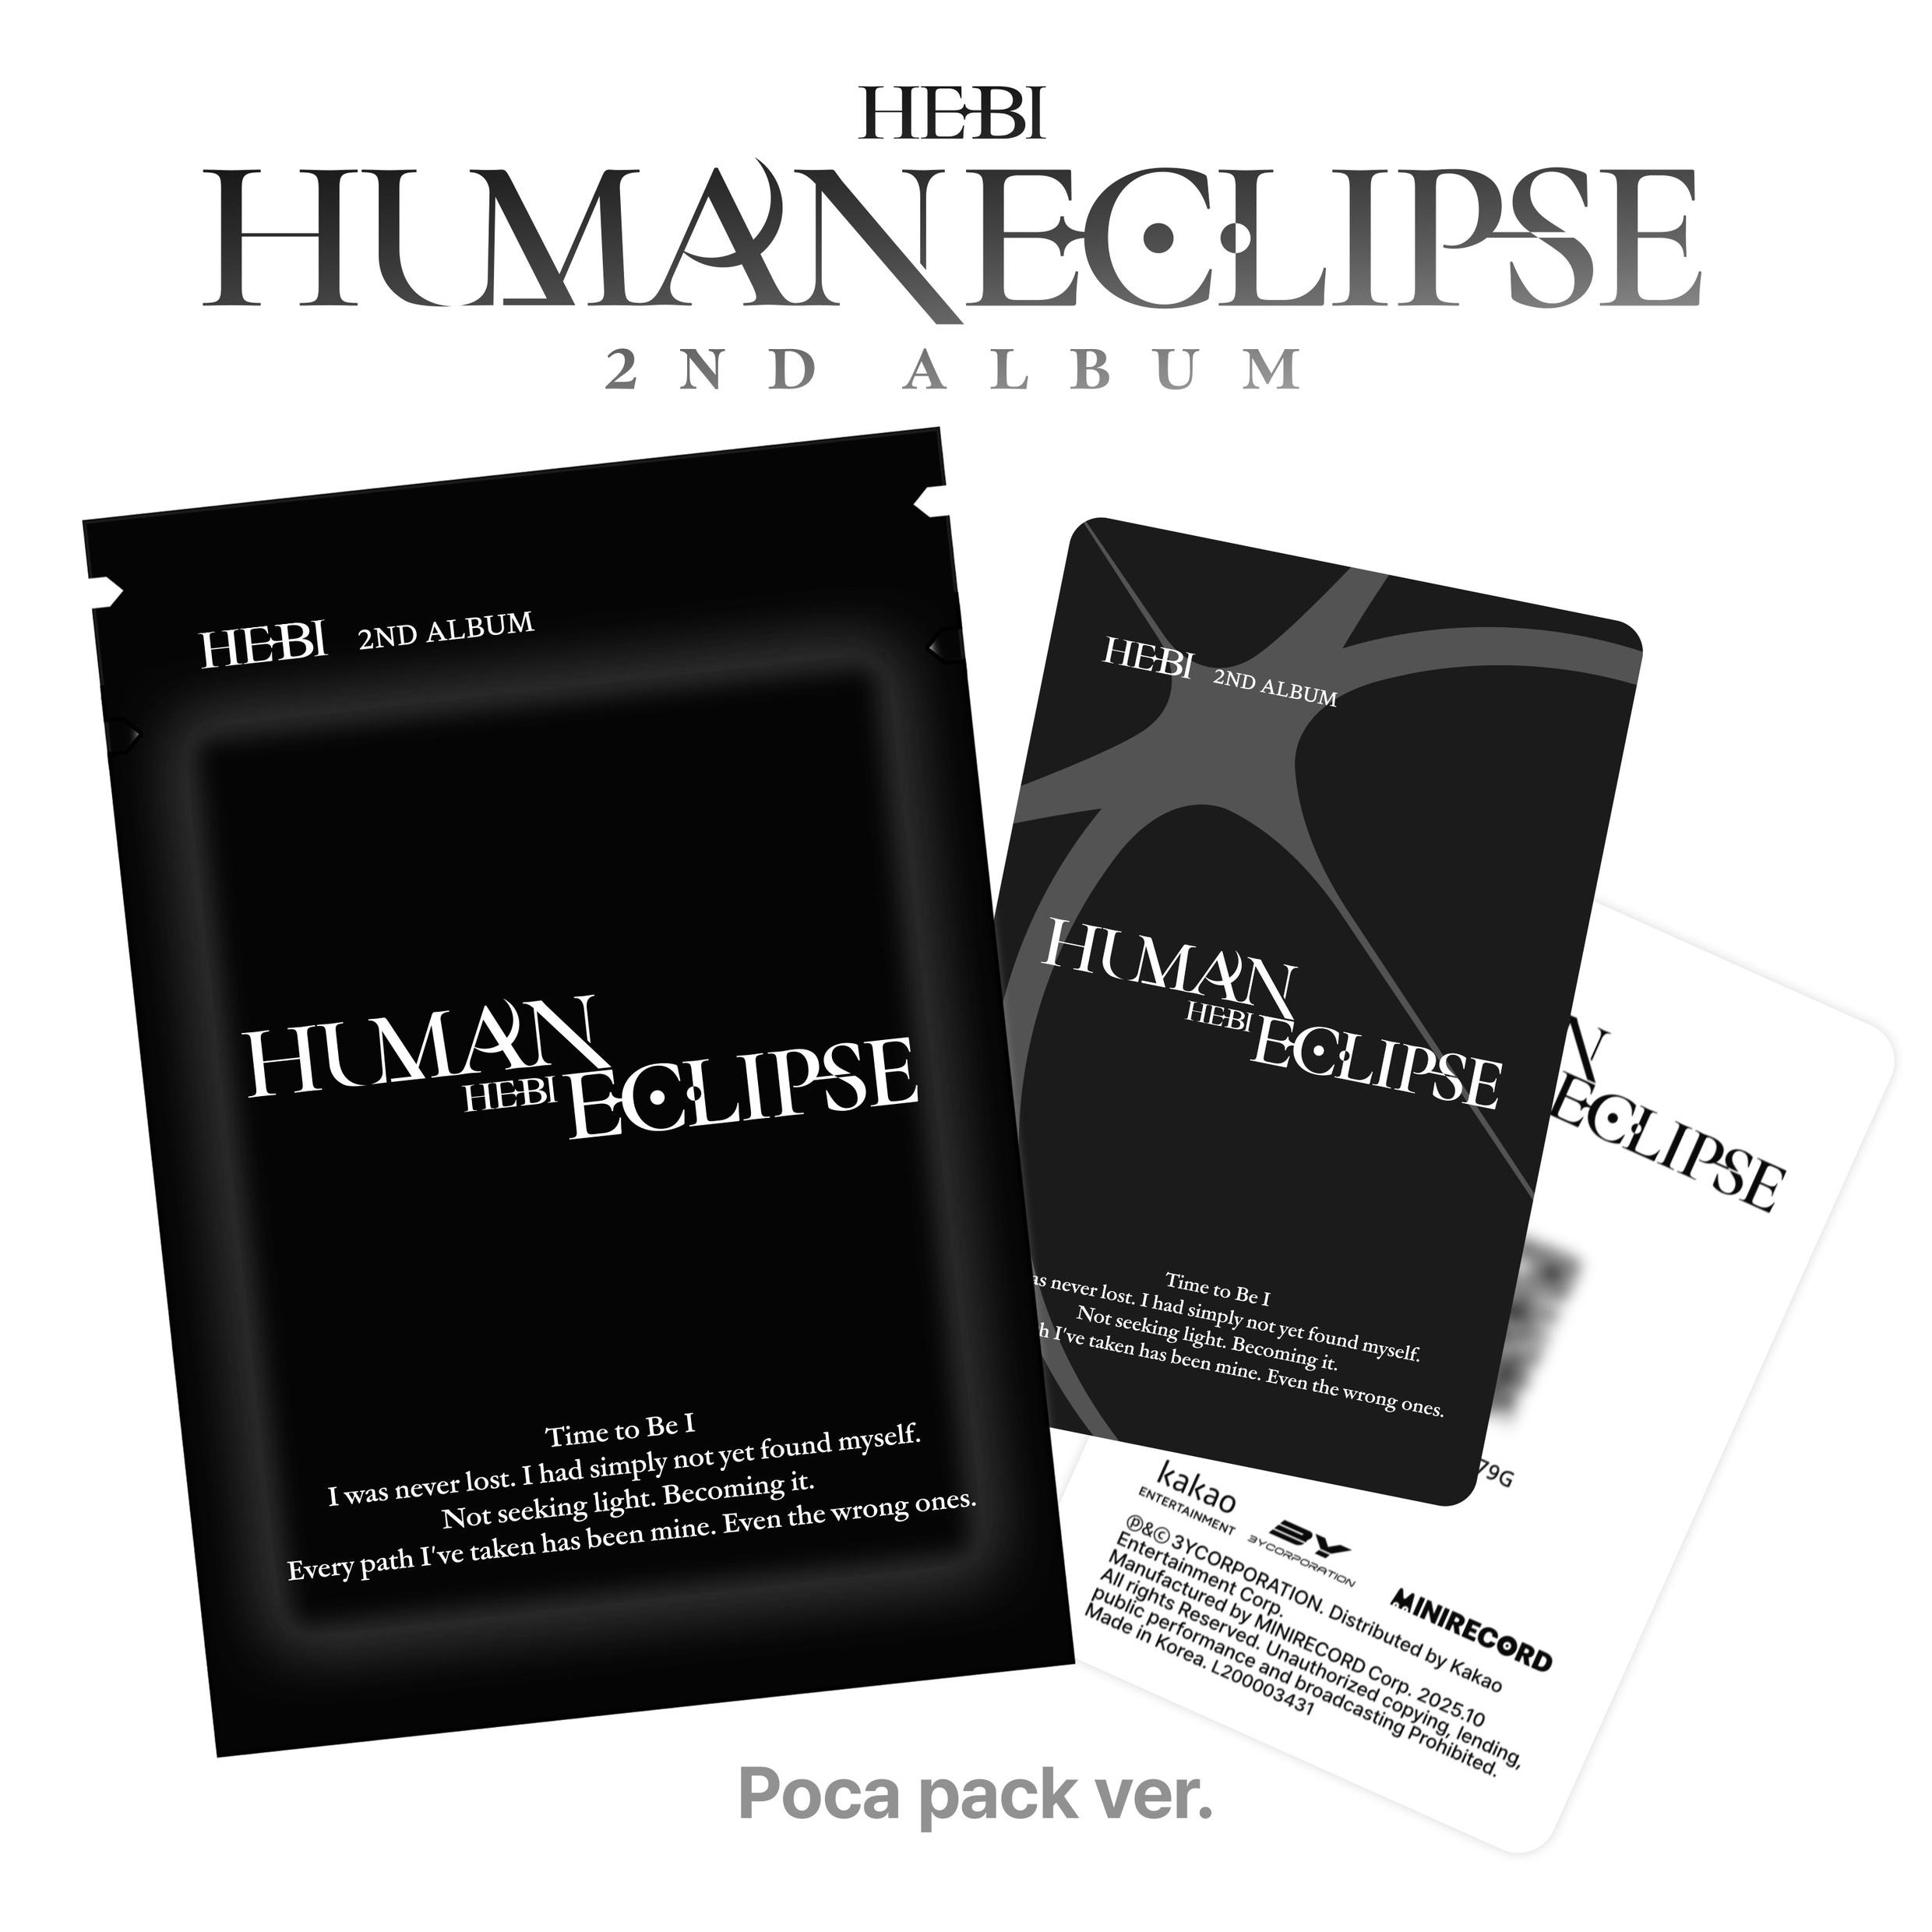 HEBI
HUMANECLIPSE
2ND ALBUM
HEBI 2ND ALBUM
HUMAN
HEBI ECLIPSE
Time to Be I
I was never lost. I had simply not yet found myself.
Not seeking light. Becoming it.
Every path I've taken has been mine. Even the wrong ones.
HEBI 2ND ALBUM
HUMAN
HEBI ECLIPSE
Time to Be I
never lost. I had simply not yet found myself.
Not seeking light. Becoming it.
I've taken has been mine. Even the wrong ones.
N
ECLIPSE
79G
kakao
ENTERTAINMENT
3Y
3YCORPORATION
MINIRECORD
ⓟ&ⓒ 3YCORPORATION. Distributed by Kakao
Entertainment Corp.
Manufactured by MINIRECORD Corp. 2025.10
All rights Reserved. Unauthorized copying, lending,
public performance and broadcasting Prohibited.
Made in Korea. L200003431
Poca pack ver.